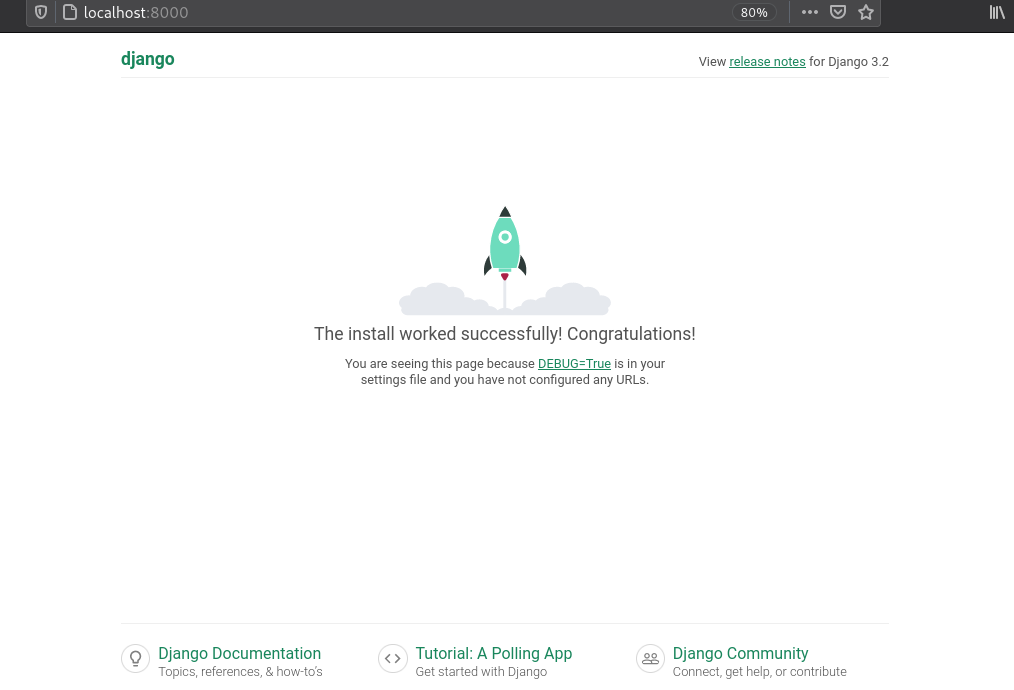 localhost:8000
80%
django
View release notes for Django 3.2
The install worked successfully! Congratulations!
You are seeing this page because DEBUG=True is in your
settings file and you have not configured any URLs.
Django Documentation
Topics, references, & how-to’s
Tutorial: A Polling App
Get started with Django
Django Community
Connect, get help, or contribute